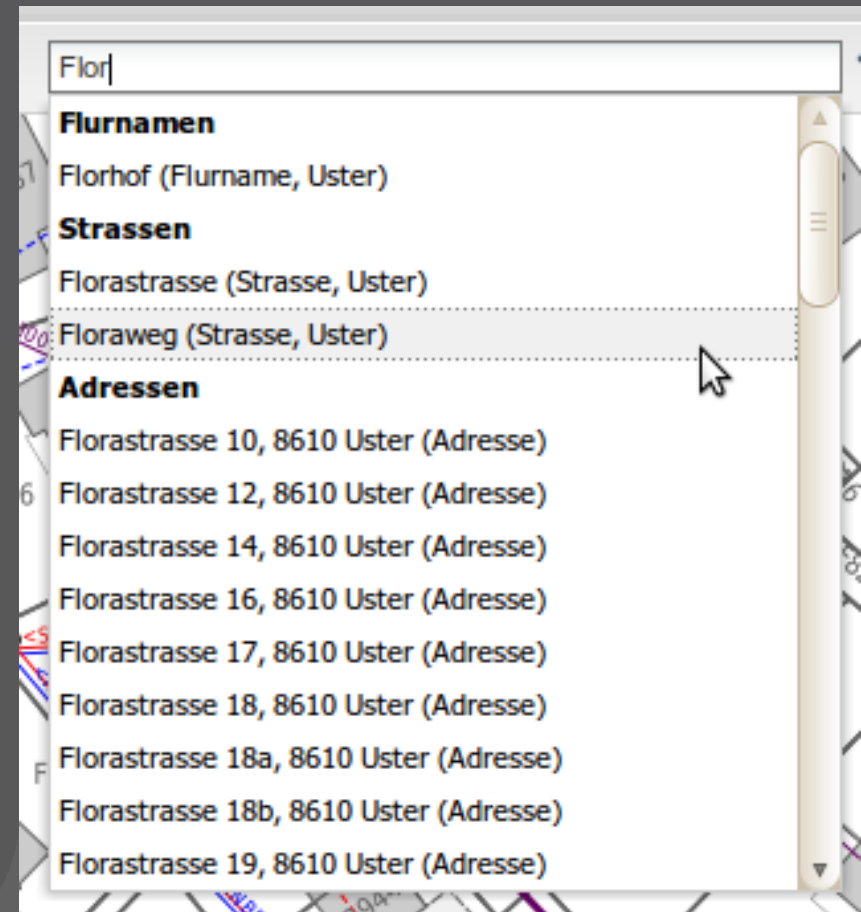 Flor
Flurnamen
Florhof (Flurname, Uster)
Strassen
Florastrasse (Strasse, Uster)
Floraweg (Strasse, Uster)
Adressen
Florastrasse 10, 8610 Uster (Adresse)
Florastrasse 12, 8610 Uster (Adresse)
Florastrasse 14, 8610 Uster (Adresse)
Florastrasse 16, 8610 Uster (Adresse)
Florastrasse 17, 8610 Uster (Adresse)
Florastrasse 18, 8610 Uster (Adresse)
Florastrasse 18a, 8610 Uster (Adresse)
Florastrasse 18b, 8610 Uster (Adresse)
Florastrasse 19, 8610 Uster (Adresse)